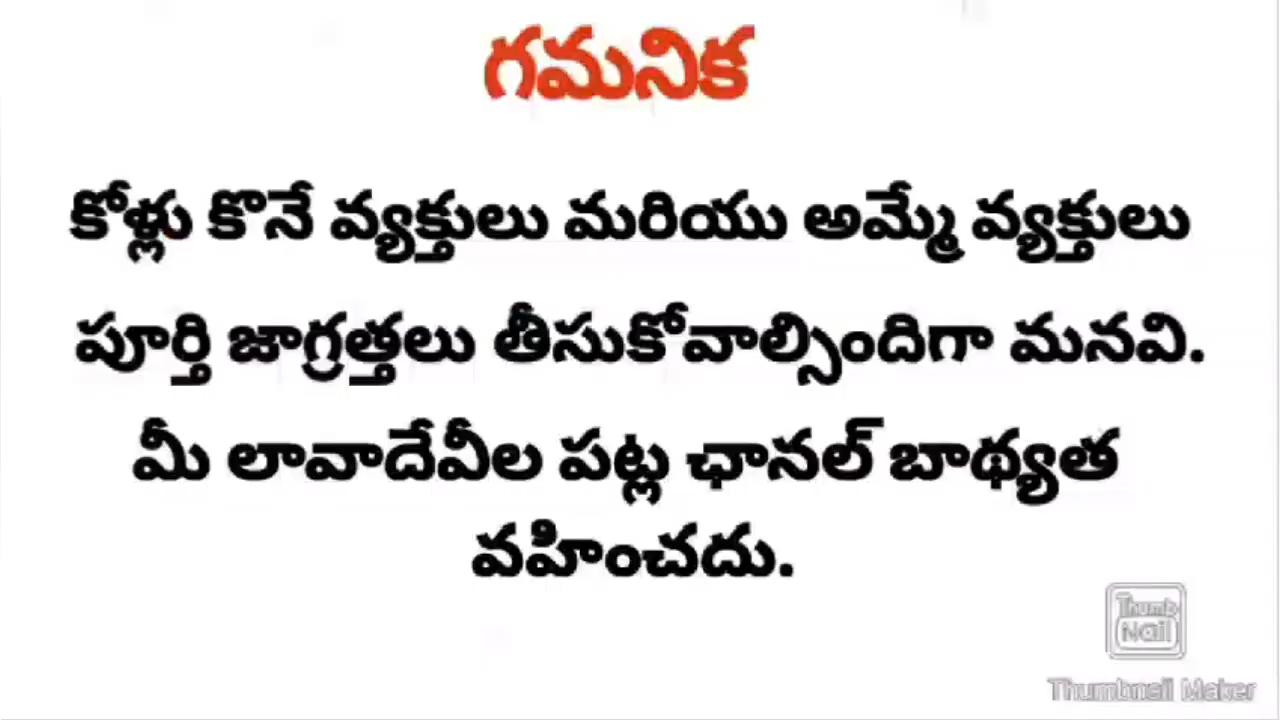 గమనిక
కోళ్లు కొనే వ్యక్తులు మరియు అమ్మే వ్యక్తులు
పూర్తి జాగ్రత్తలు తీసుకోవాల్సిందిగా మనవి.
మీ లావాదేవీల పట్ల ఛానల్ బాథ్యత
వహించదు.
Thumb
Nail
Thumbnail Maker